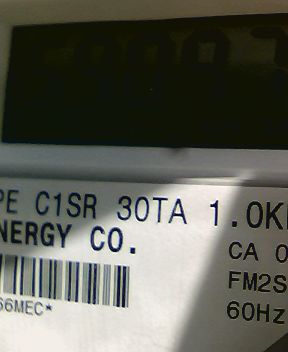 PE C1SR 30TA 1.0K
NERGY CO.
CA 0
FM2S
60Hz
66MEC*